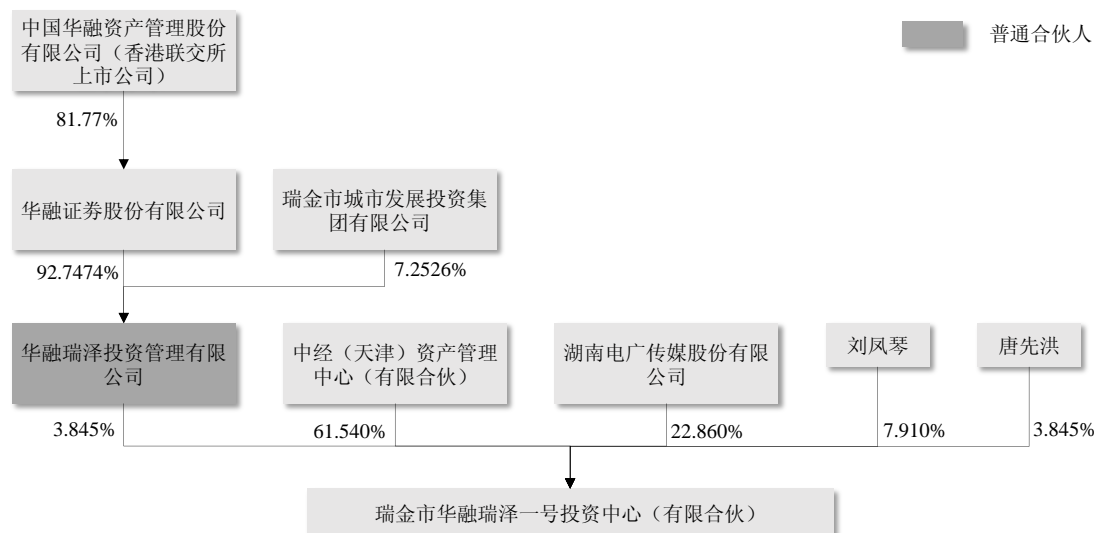 中国华融资产管理股份
有限公司（香港联交所
上市公司）
普通合伙人
81.77%
华融证券股份有限公司
瑞金市城市发展投资集
团有限公司
92.7474%
7.2526%
华融瑞泽投资管理有限
公司
中经（天津）资产管理
中心（有限合伙）
湖南电广传媒股份有限
公司
刘凤琴
唐先洪
3.845%
61.540%
22.860%
7.910%
3.845%
瑞金市华融瑞泽一号投资中心（有限合伙）